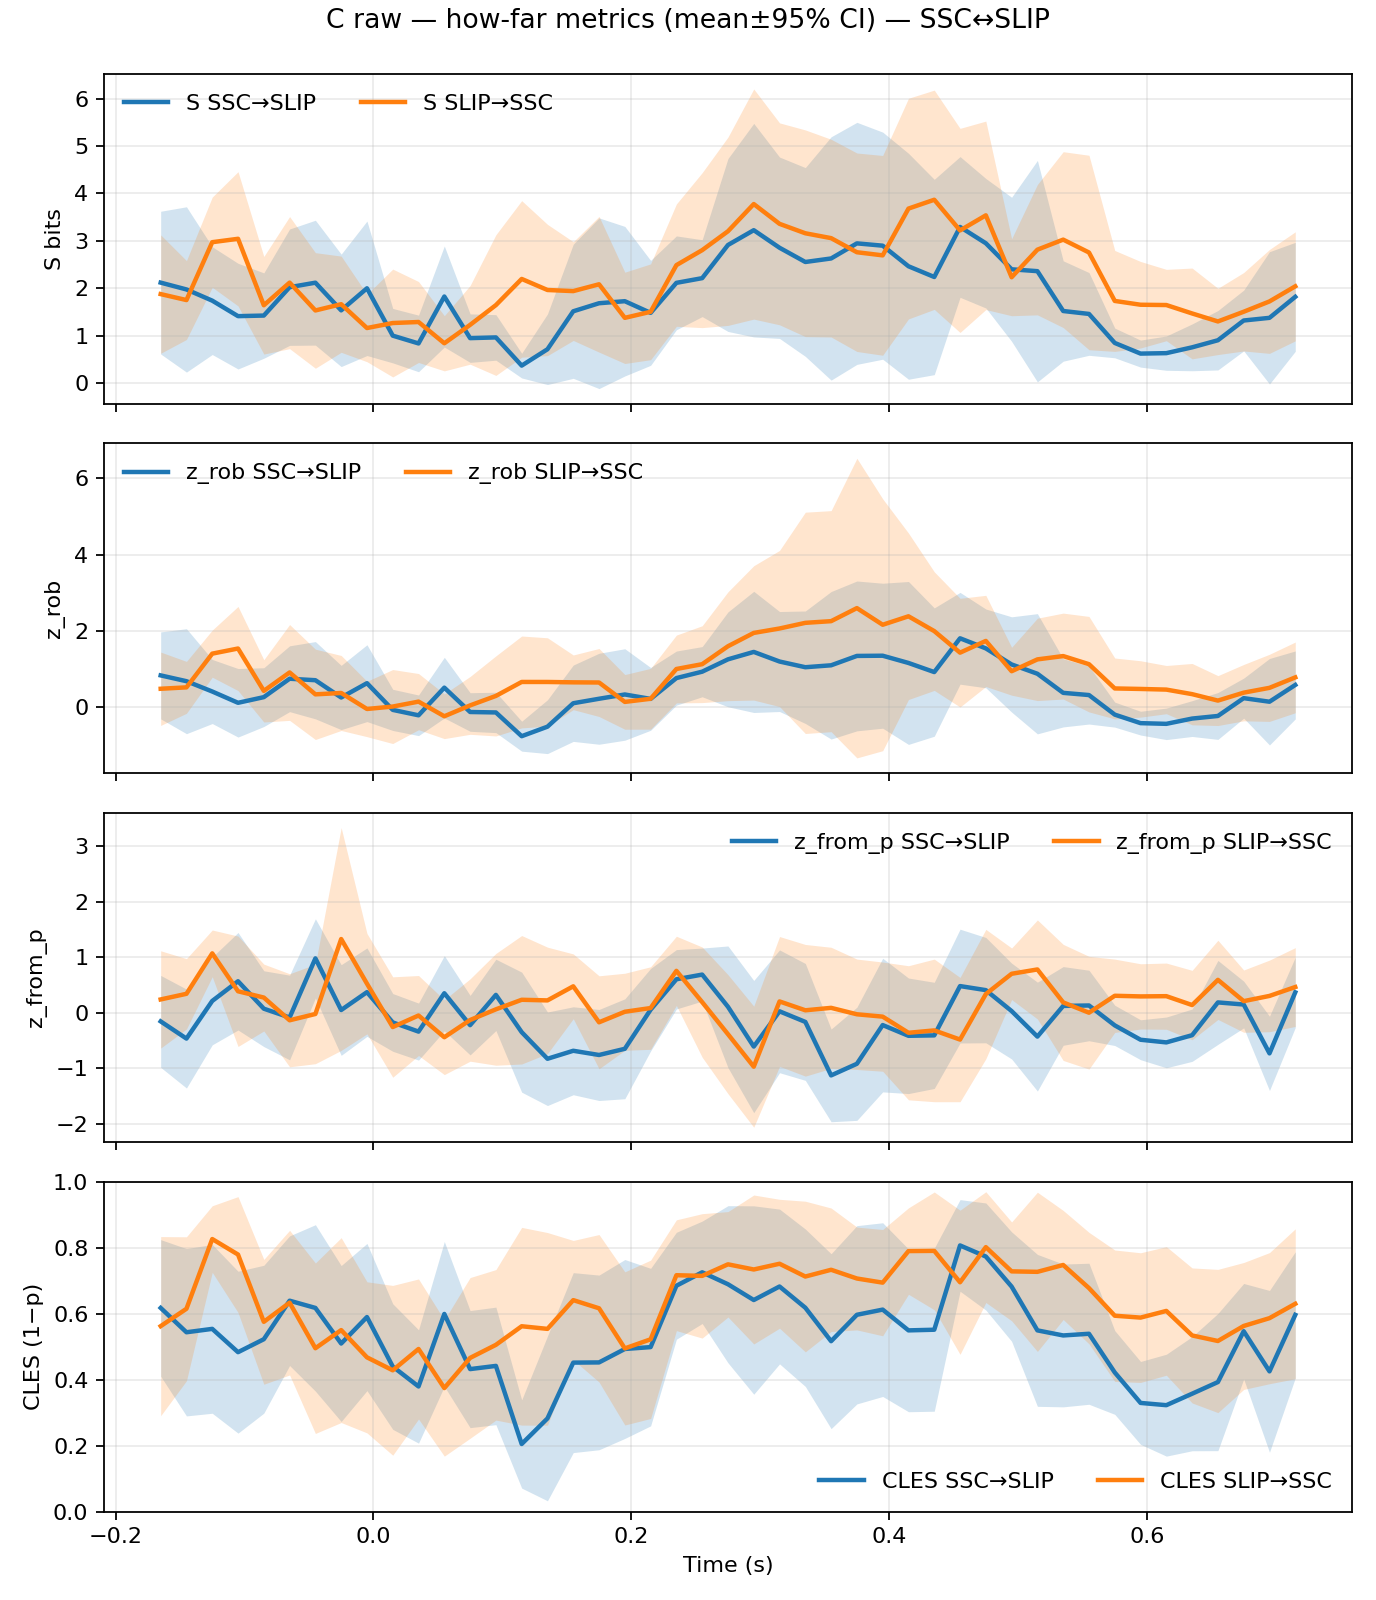 C raw — how-far metrics (mean±95% CI) — SSC↔SLIP
S SSC→SLIP S SLIP→SSC
6
5
4
3
2
1
0
S bits
z_rob SSC→SLIP z_rob SLIP→SSC
6
4
2
0
z_rob
z_from_p SSC→SLIP z_from_p SLIP→SSC
3
2
1
0
−1
−2
z_from_p
1.0
0.8
0.6
0.4
0.2
0.0
CLES (1−p)
CLES SSC→SLIP CLES SLIP→SSC
−0.2 0.0 0.2 0.4 0.6
Time (s)